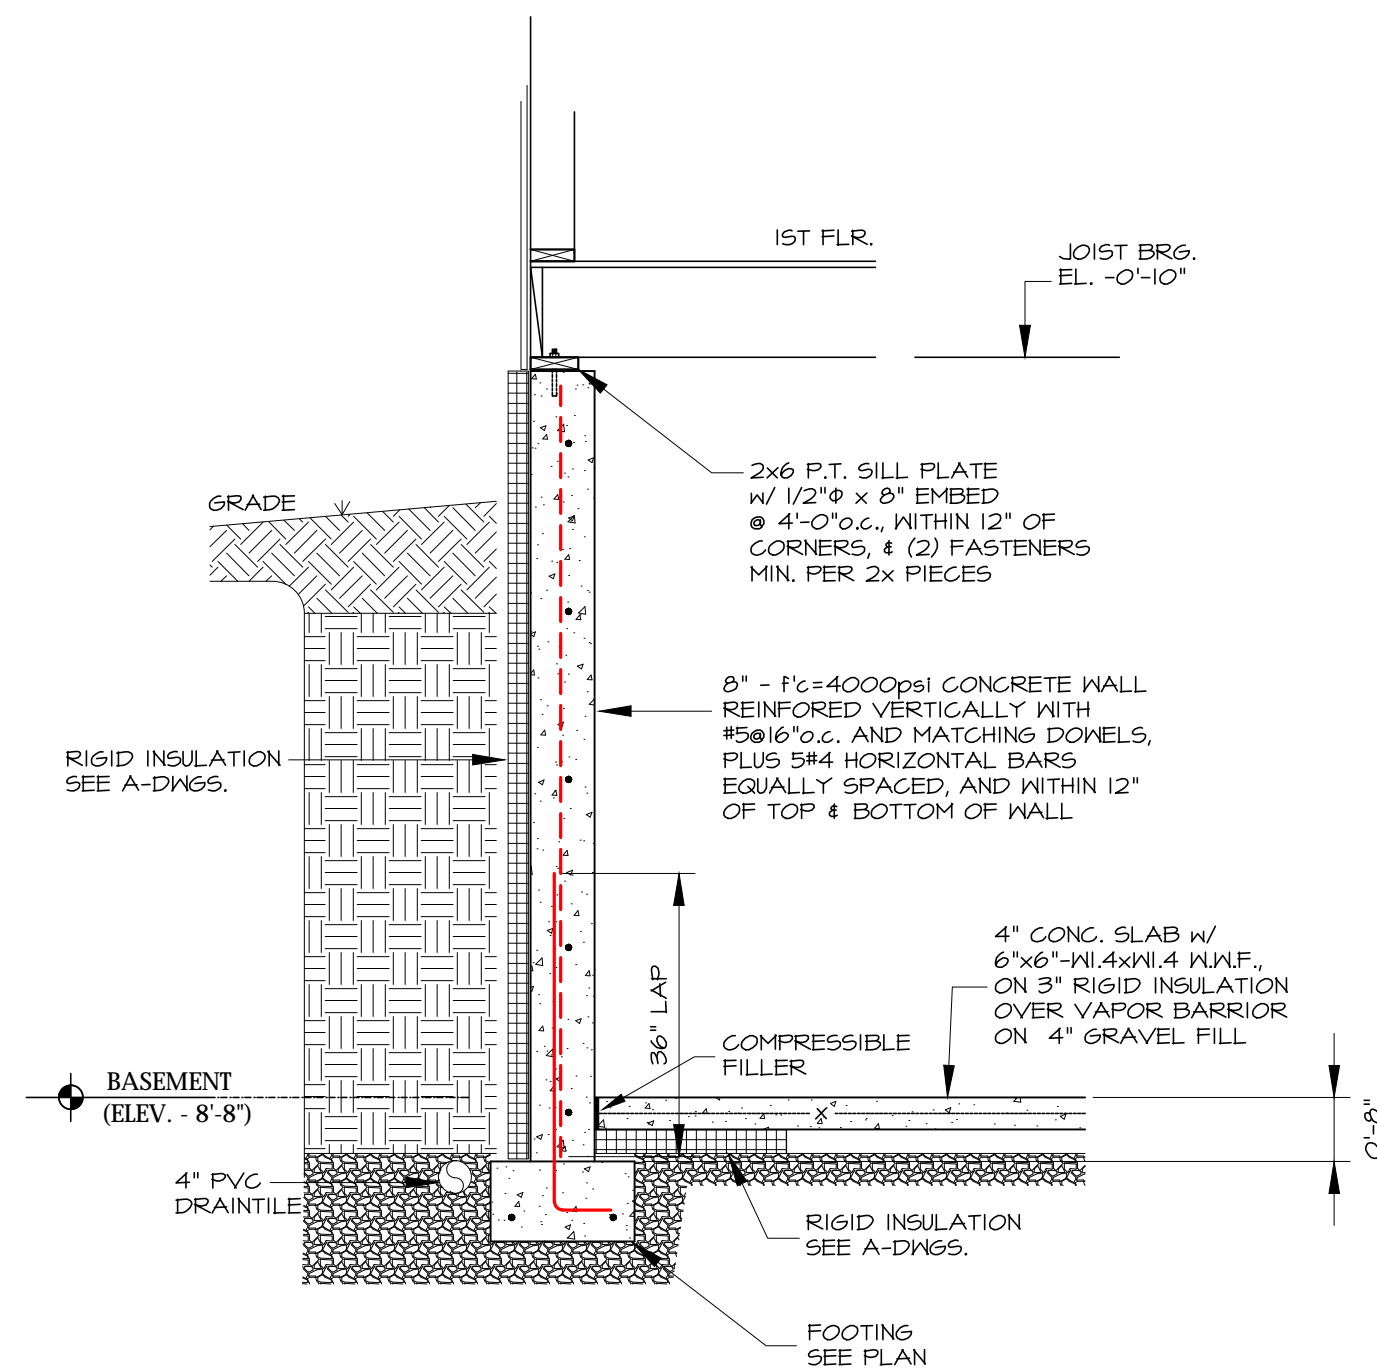 1ST FLR.
JOIST BRG.
EL. -0'-10"
2x6 P.T. SILL PLATE
w/ 1/2"Φ x 8" EMBED
@ 4'-0"o.c., WITHIN 12" OF
CORNERS, & (2) FASTENERS
MIN. PER 2x PIECES
GRADE
8" - f'c=4000psi CONCRETE WALL
REINFORED VERTICALLY WITH
#5@16"o.c. AND MATCHING DOWELS,
PLUS 5#4 HORIZONTAL BARS
EQUALLY SPACED, AND WITHIN 12"
OF TOP & BOTTOM OF WALL
RIGID INSULATION
SEE A-DWGS.
36" LAP
4" CONC. SLAB w/
6"x6"-W1.4xW1.4 W.W.F.,
ON 3" RIGID INSULATION
OVER VAPOR BARRIOR
ON 4" GRAVEL FILL
COMPRESSIBLE
FILLER
BASEMENT
(ELEV. - 8'-8")
0'-8"
4" PVC
DRAINTILE
RIGID INSULATION
SEE A-DWGS.
FOOTING
SEE PLAN